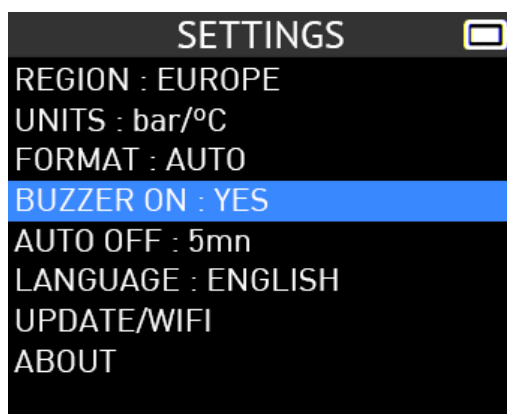 SETTINGS
REGION : EUROPE
UNITS : bar/ºC
FORMAT : AUTO
BUZZER ON : YES
AUTO OFF : 5mn
LANGUAGE : ENGLISH
UPDATE/WIFI
ABOUT